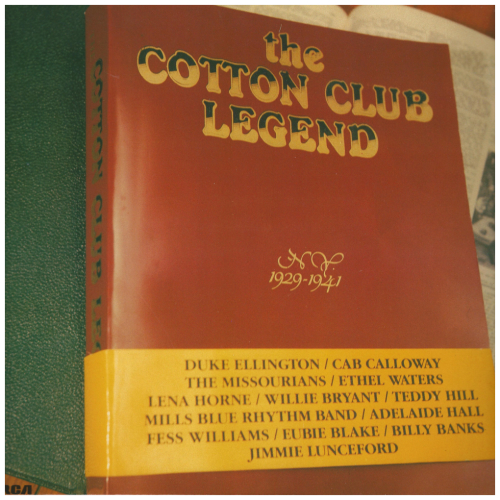 the
COTTON CLUB
LEGEND
N.Y.
1929-1941
DUKE ELLINGTON / CAB CALLOWAY
THE MISSOURIANS / ETHEL WATERS
LENA HORNE / WILLIE BRYANT / TEDDY HILL
MILLS BLUE RHYTHM BAND / ADELAIDE HALL
FESS WILLIAMS / EUBIE BLAKE / BILLY BANKS
JIMMIE LUNCEFORD
COTTON CLUB LE